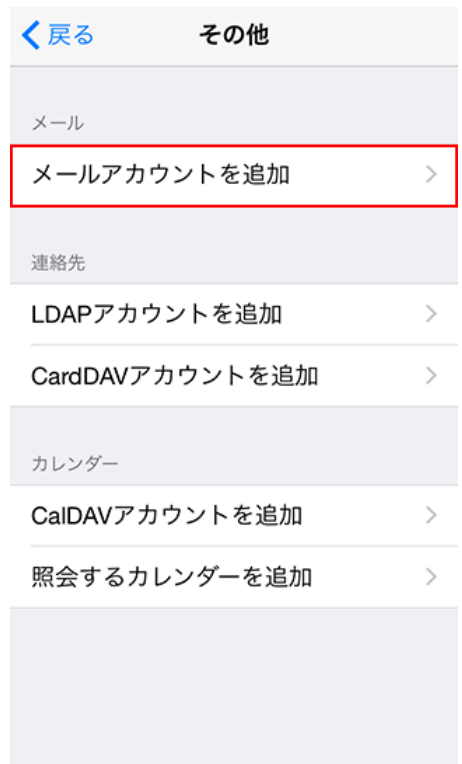 戻る
その他
メール
メールアカウントを追加
連絡先
LDAPアカウントを追加
CardDAVアカウントを追加
カレンダー
CalDAVアカウントを追加
照会するカレンダーを追加